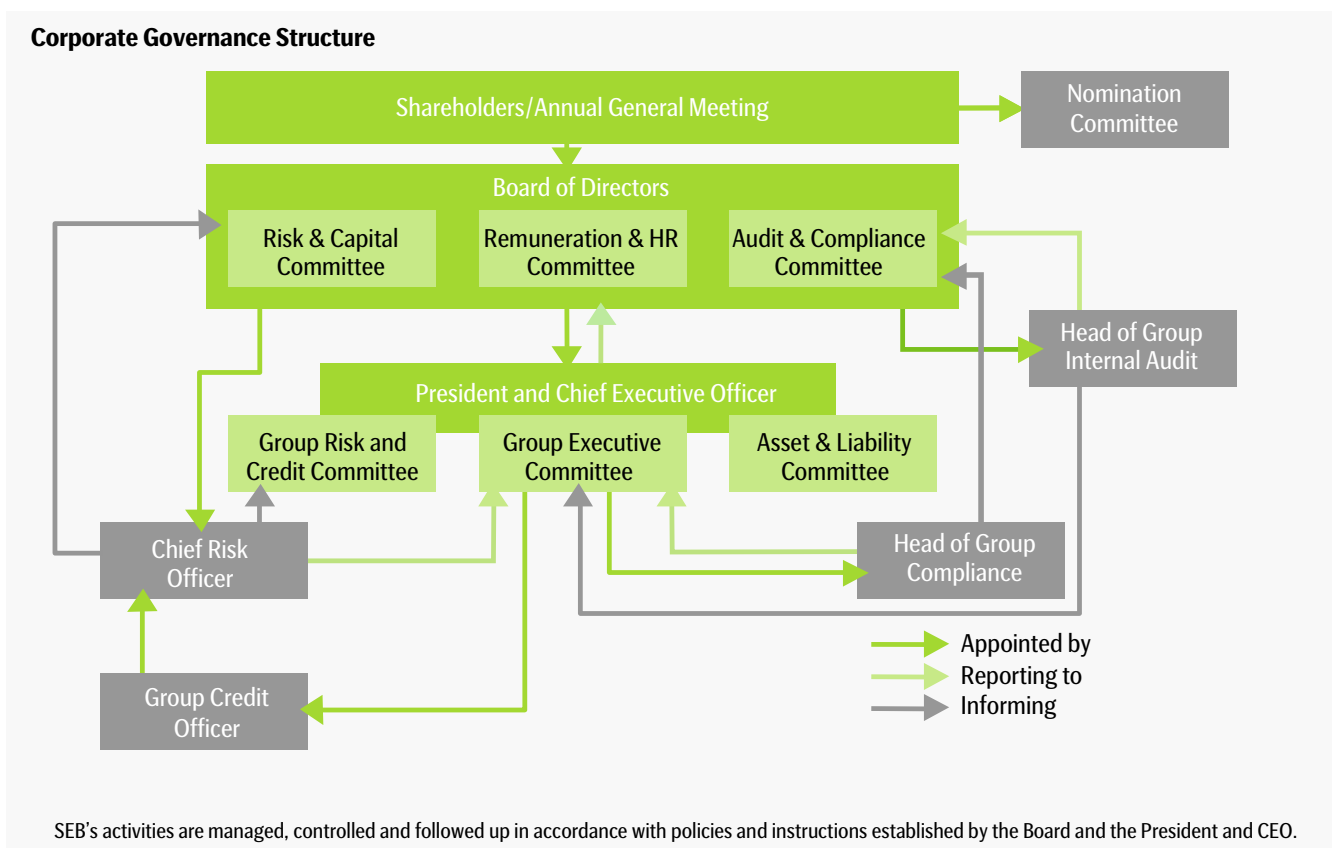 Corporate Governance Structure
Shareholders/Annual General Meeting
Nomination
Committee
Board of Directors
Risk & Capital
Committee
Remuneration & HR
Committee
Audit & Compliance
Committee
Head of Group
Internal Audit
President and Chief Executive Officer
Group Risk and
Credit Committee
Group Executive
Committee
Asset & Liability
Committee
Chief Risk
Officer
Head of Group
Compliance
Group Credit
Officer
Appointed by
Reporting to
Informing
SEB's activities are managed, controlled and followed up in accordance with policies and instructions established by the Board and the President and CEO.